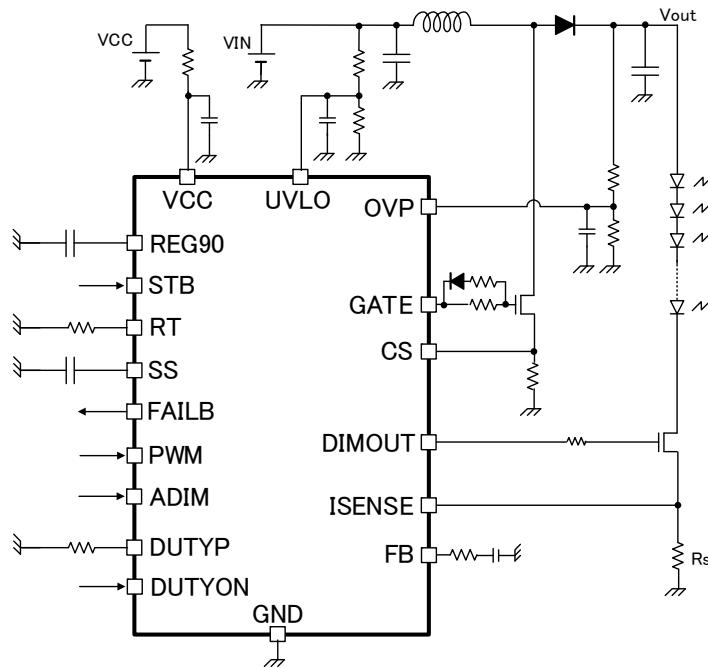 VCC
VIN
Vout
VCC
UVLO
OVP
REG90
STB
GATE
RT
CS
SS
FAILB
DIMOUT
PWM
ADIM
ISENSE
DUTYP
FB
Rs
DUTYON
GND